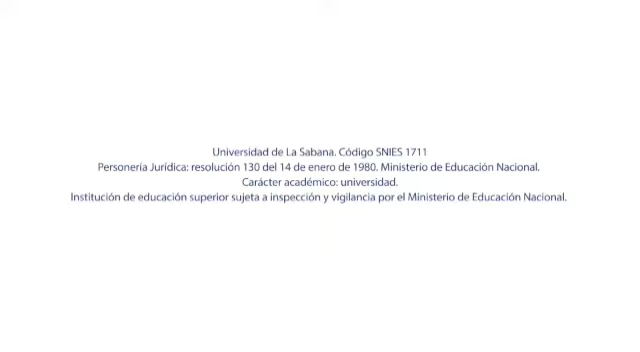 Universidad de La Sabana. Código SNIES 1711
Personería Jurídica: resolución 130 del 14 de enero de 1980. Ministerio de Educación Nacional.
Carácter académico: universidad.
Institución de educación superior sujeta a inspección y vigilancia por el Ministerio de Educación Nacional.